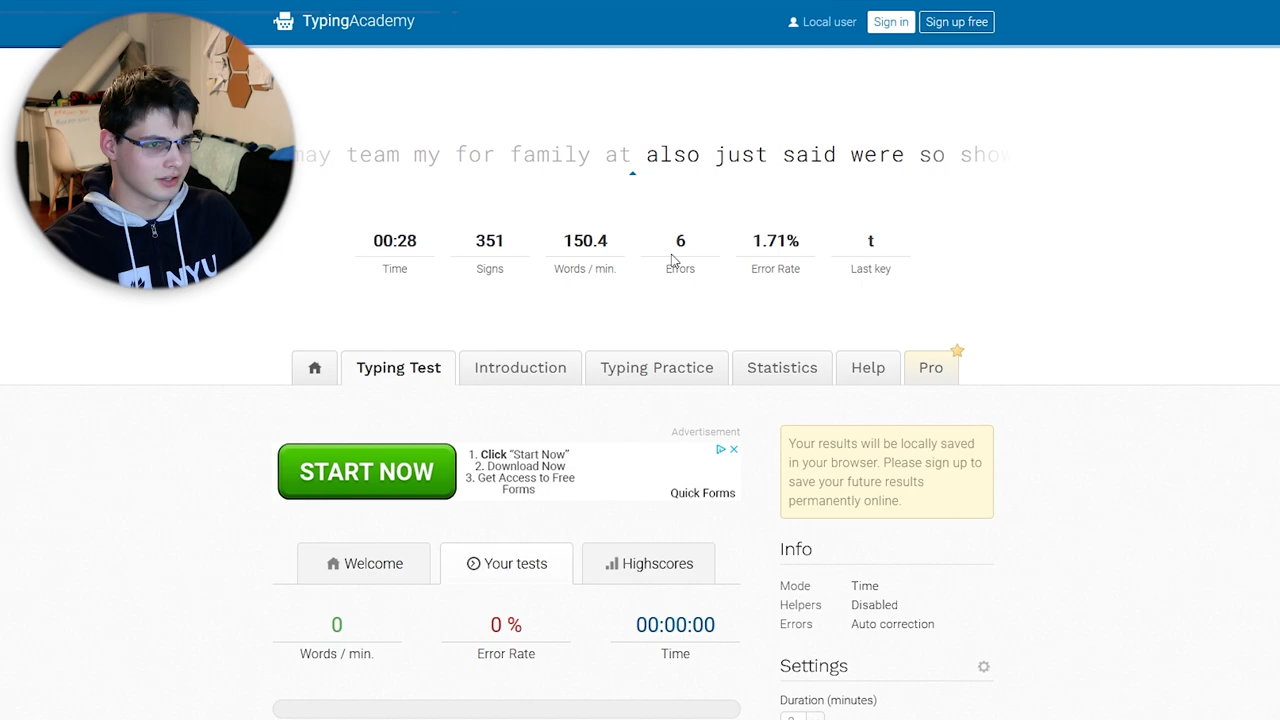 TypingAcademy
Local user Sign in Sign up free
may team my for family at also just said were so show
00:28 351 150.4 6 1.71% t
Time Signs Words / min. Errors Error Rate Last key
Typing Test Introduction Typing Practice Statistics Help Pro
Advertisement
START NOW
1. Click "Start Now"
2. Download Now
3. Get Access to Free
Forms
Quick Forms
Your results will be locally saved
in your browser. Please sign up to
save your future results
permanently online.
Welcome Your tests Highscores
0 0 % 00:00:00
Words / min. Error Rate Time
Info
Mode Time
Helpers Disabled
Errors Auto correction
Settings
Duration (minutes)
NYU